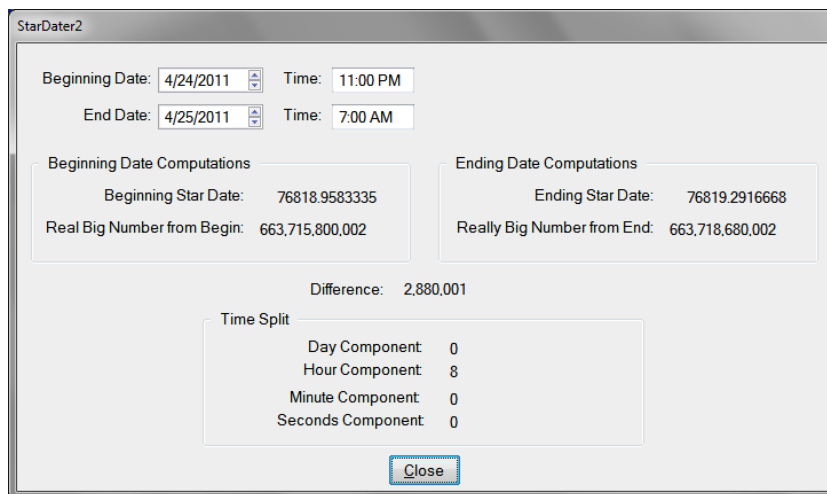 StarDater2
Beginning Date: 4/24/2011 Time: 11:00 PM
End Date: 4/25/2011 Time: 7:00 AM
Beginning Date Computations
Beginning Star Date: 76818.9583335
Real Big Number from Begin: 663,715,800,002
Ending Date Computations
Ending Star Date: 76819.2916668
Really Big Number from End: 663,718,680,002
Difference: 2,880,001
Time Split
Day Component: 0
Hour Component: 8
Minute Component: 0
Seconds Component: 0
Close